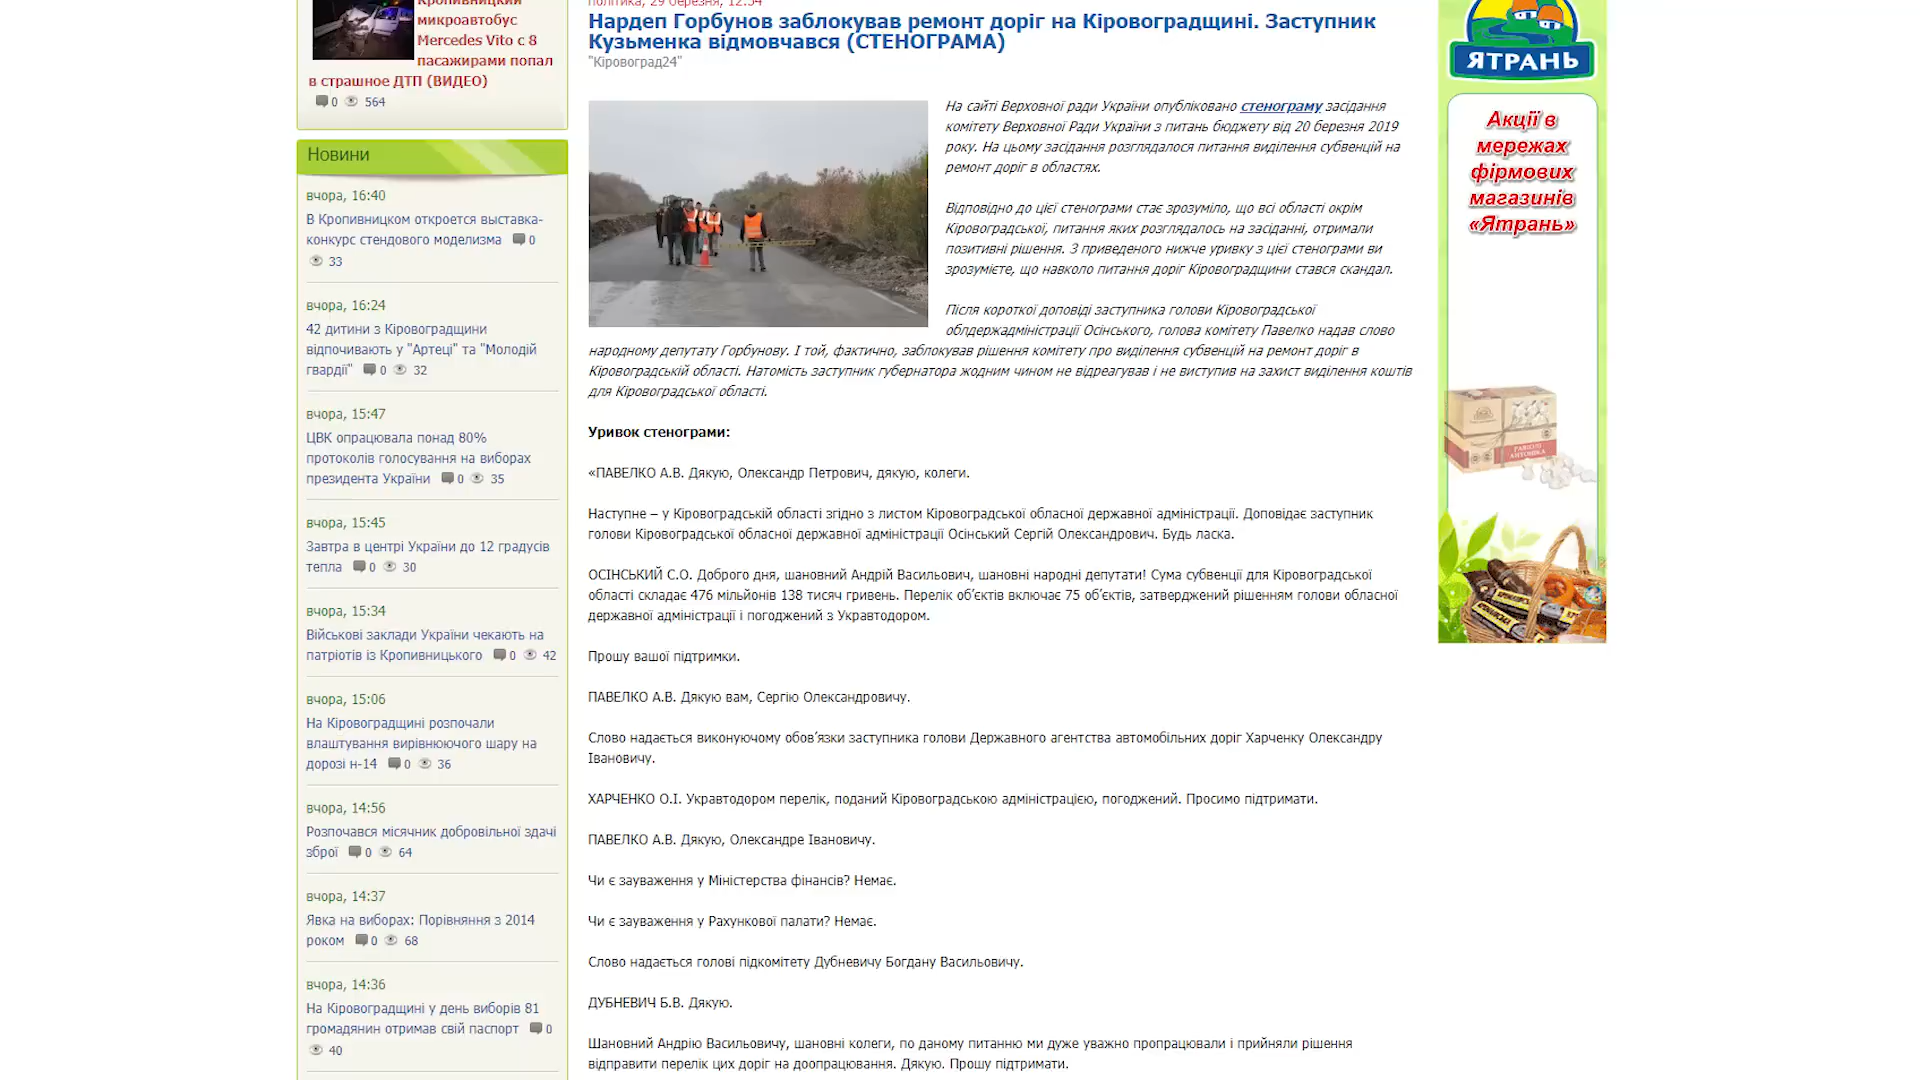 Кропивницкий
микроавтобус
Mercedes Vito с 8
пасажирами попал
в страшное ДТП (ВИДЕО)
0 564
Новини
вчора, 16:40
В Кропивницком откроется выставка-
конкурс стендового моделизма 0
33
вчора, 16:24
42 дитини з Кіровоградщини
відпочивають у "Артеці" та "Молодій
гвардії" 0 32
вчора, 15:47
ЦВК опрацювала понад 80%
протоколів голосування на виборах
президента України 0 35
вчора, 15:45
Завтра в центрі України до 12 градусів
тепла 0 30
вчора, 15:34
Військові заклади України чекають на
патріотів із Кропивницького 0 42
вчора, 15:06
На Кіровоградщині розпочали
влаштування вирівнюючого шару на
дорозі н-14 0 36
вчора, 14:56
Розпочався місячник добровільної здачі
зброї 0 64
вчора, 14:37
Явка на виборах: Порівняння з 2014
роком 0 68
вчора, 14:36
На Кіровоградщині у день виборів 81
громадянин отримав свій паспорт 0
40
політика, 29 березня, 12:54
Нардеп Горбунов заблокував ремонт доріг на Кіровоградщині. Заступник
Кузьменка відмовчався (СТЕНОГРАМА)
"Кіровоград24"
На сайті Верховної ради України опубліковано стенограму засідання
комітету Верховної Ради України з питань бюджету від 20 березня 2019
року. На цьому засідання розглядалося питання виділення субвенцій на
ремонт доріг в областях.
Відповідно до цієї стенограми стає зрозуміло, що всі області окрім
Кіровоградської, питання яких розглядалось на засіданні, отримали
позитивні рішення. З приведеного нижче уривку з цієї стенограми ви
зрозумієте, що навколо питання доріг Кіровоградщини стався скандал.
Після короткої доповіді заступника голови Кіровоградської
облдержадміністрації Осінського, голова комітету Павелко надав слово
народному депутату Горбунову. І той, фактично, заблокував рішення комітету про виділення субвенцій на ремонт доріг в
Кіровоградській області. Натомість заступник губернатора жодним чином не відреагував і не виступив на захист виділення коштів
для Кіровоградської області.
Уривок стенограми:
«ПАВЕЛКО А.В. Дякую, Олександр Петрович, дякую, колеги.
Наступне – у Кіровоградській області згідно з листом Кіровоградської обласної державної адміністрації. Доповідає заступник
голови Кіровоградської обласної державної адміністрації Осінський Сергій Олександрович. Будь ласка.
ОСІНСЬКИЙ С.О. Доброго дня, шановний Андрій Васильович, шановні народні депутати! Сума субвенції для Кіровоградської
області складає 476 мільйонів 138 тисяч гривень. Перелік об’єктів включає 75 об’єктів, затверджений рішенням голови обласної
державної адміністрації і погоджений з Укравтодором.
Прошу вашої підтримки.
ПАВЕЛКО А.В. Дякую вам, Сергію Олександровичу.
Слово надається виконуючому обов’язки заступника голови Державного агентства автомобільних доріг Харченку Олександру
Івановичу.
ХАРЧЕНКО О.І. Укравтодором перелік, поданий Кіровоградською адміністрацією, погоджений. Просимо підтримати.
ПАВЕЛКО А.В. Дякую, Олександре Івановичу.
Чи є зауваження у Міністерства фінансів? Немає.
Чи є зауваження у Рахункової палати? Немає.
Слово надається голові підкомітету Дубневичу Богдану Васильовичу.
ДУБНЕВИЧ Б.В. Дякую.
Шановний Андрію Васильовичу, шановні колеги, по даному питанню ми дуже уважно пропрацювали і прийняли рішення
відправити перелік цих доріг на доопрацювання. Дякую. Прошу підтримати.
ЯТРАНЬ
Акції в
мережах
фірмових
магазинів
«Ятрань»